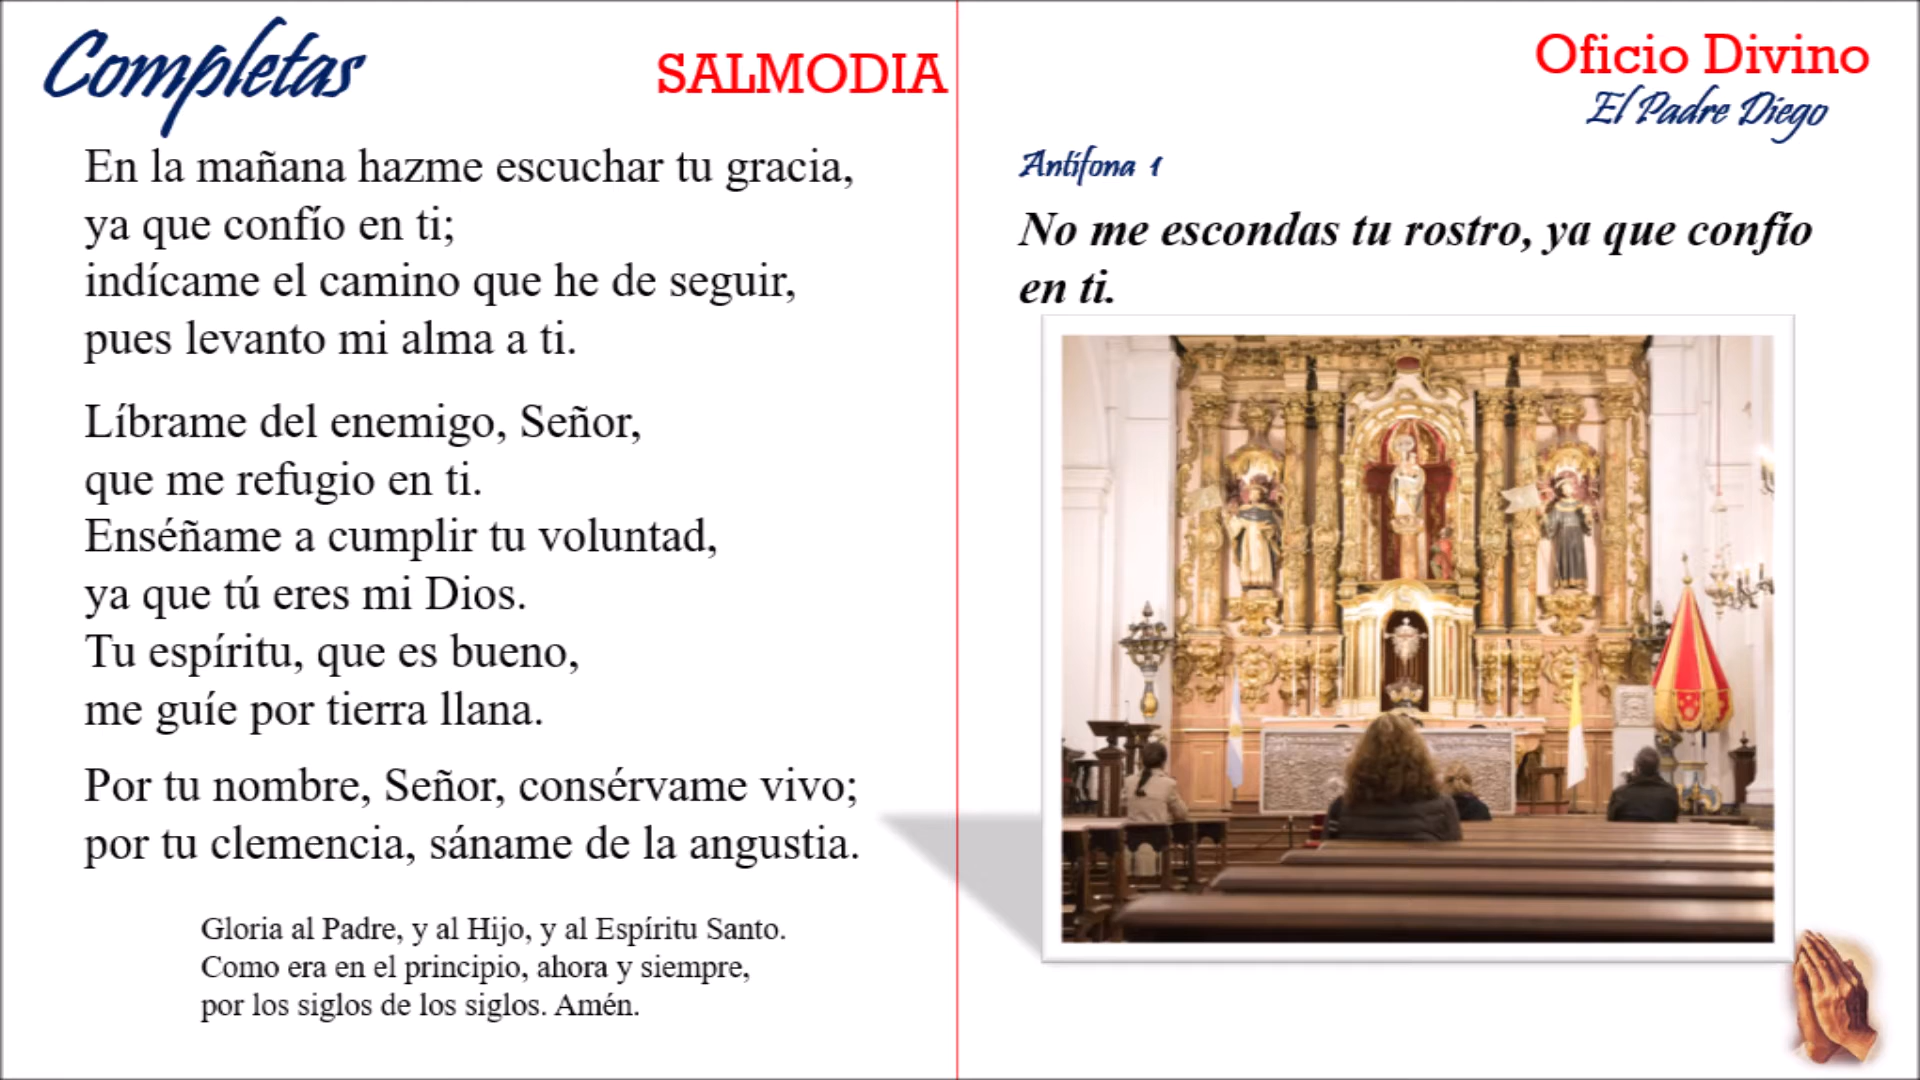 Completas
SALMODIA
En la mañana hazme escuchar tu gracia,
ya que confío en ti;
indícame el camino que he de seguir,
pues levanto mi alma a ti.
Líbrame del enemigo, Señor,
que me refugio en ti.
Enséñame a cumplir tu voluntad,
ya que tú eres mi Dios.
Tu espíritu, que es bueno,
me guíe por tierra llana.
Por tu nombre, Señor, consérvame vivo;
por tu clemencia, sáname de la angustia.
Gloria al Padre, y al Hijo, y al Espíritu Santo.
Como era en el principio, ahora y siempre,
por los siglos de los siglos. Amén.
Oficio Divino
El Padre Diego
Antífona 1
No me escondas tu rostro, ya que confío
en ti.